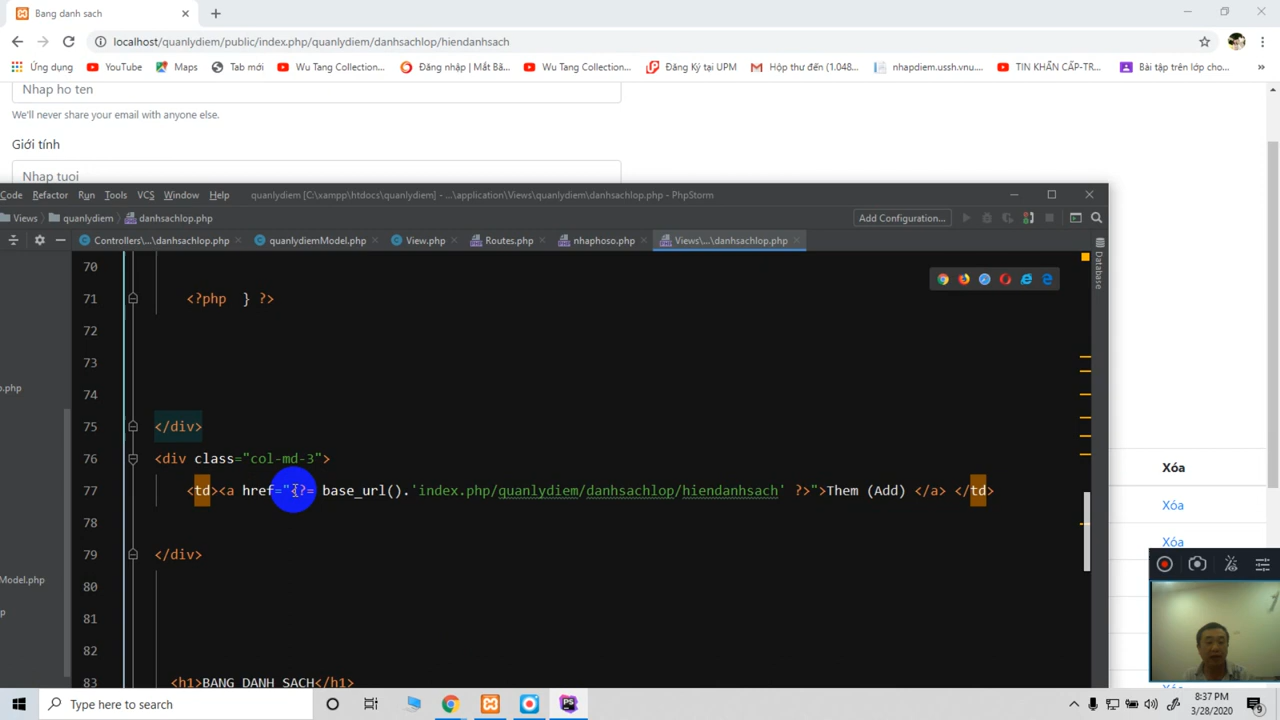 Bang danh sach
localhost/quanlydiem/public/index.php/quanlydiem/danhsachlop/hiendanhsach
Ứng dụng YouTube Maps Tab mới Wu Tang Collection... Đăng nhập | Mắt Bã... Wu Tang Collection... Đăng Ký tại UPM Hộp thư đến (1.048... nhapdiem.ussh.vnu.... TIN KHẨN CẤP-TR... Bài tập trên lớp cho... »
Nhap ho ten
We'll never share your email with anyone else.
Giới tính
Nhap tuoi
Code Refactor Run Tools VCS Window Help quanlydiem [C:\xampp\htdocs\quanlydiem] - ...\application\Views\quanlydiem\danhsachlop.php - PhpStorm
Views quanlydiem danhsachlop.php Add Configuration...
Controllers\...\danhsachlop.php quanlydiemModel.php View.php Routes.php nhaphoso.php Views\...\danhsachlop.php
Database
70
71 <?php } ?>
72
73
74
75 </div>
76 <div class="col-md-3">
77 <td><a href="<?= base_url().'index.php/quanlydiem/danhsachlop/hiendanhsach' ?>">Them (Add) </a> </td>
78
79 </div>
80
81
82
83 <h1>BANG DANH SACH</h1>
o.php
Model.php
p
Xóa
Xóa
Xóa
Type here to search
8:37 PM
3/28/2020
9